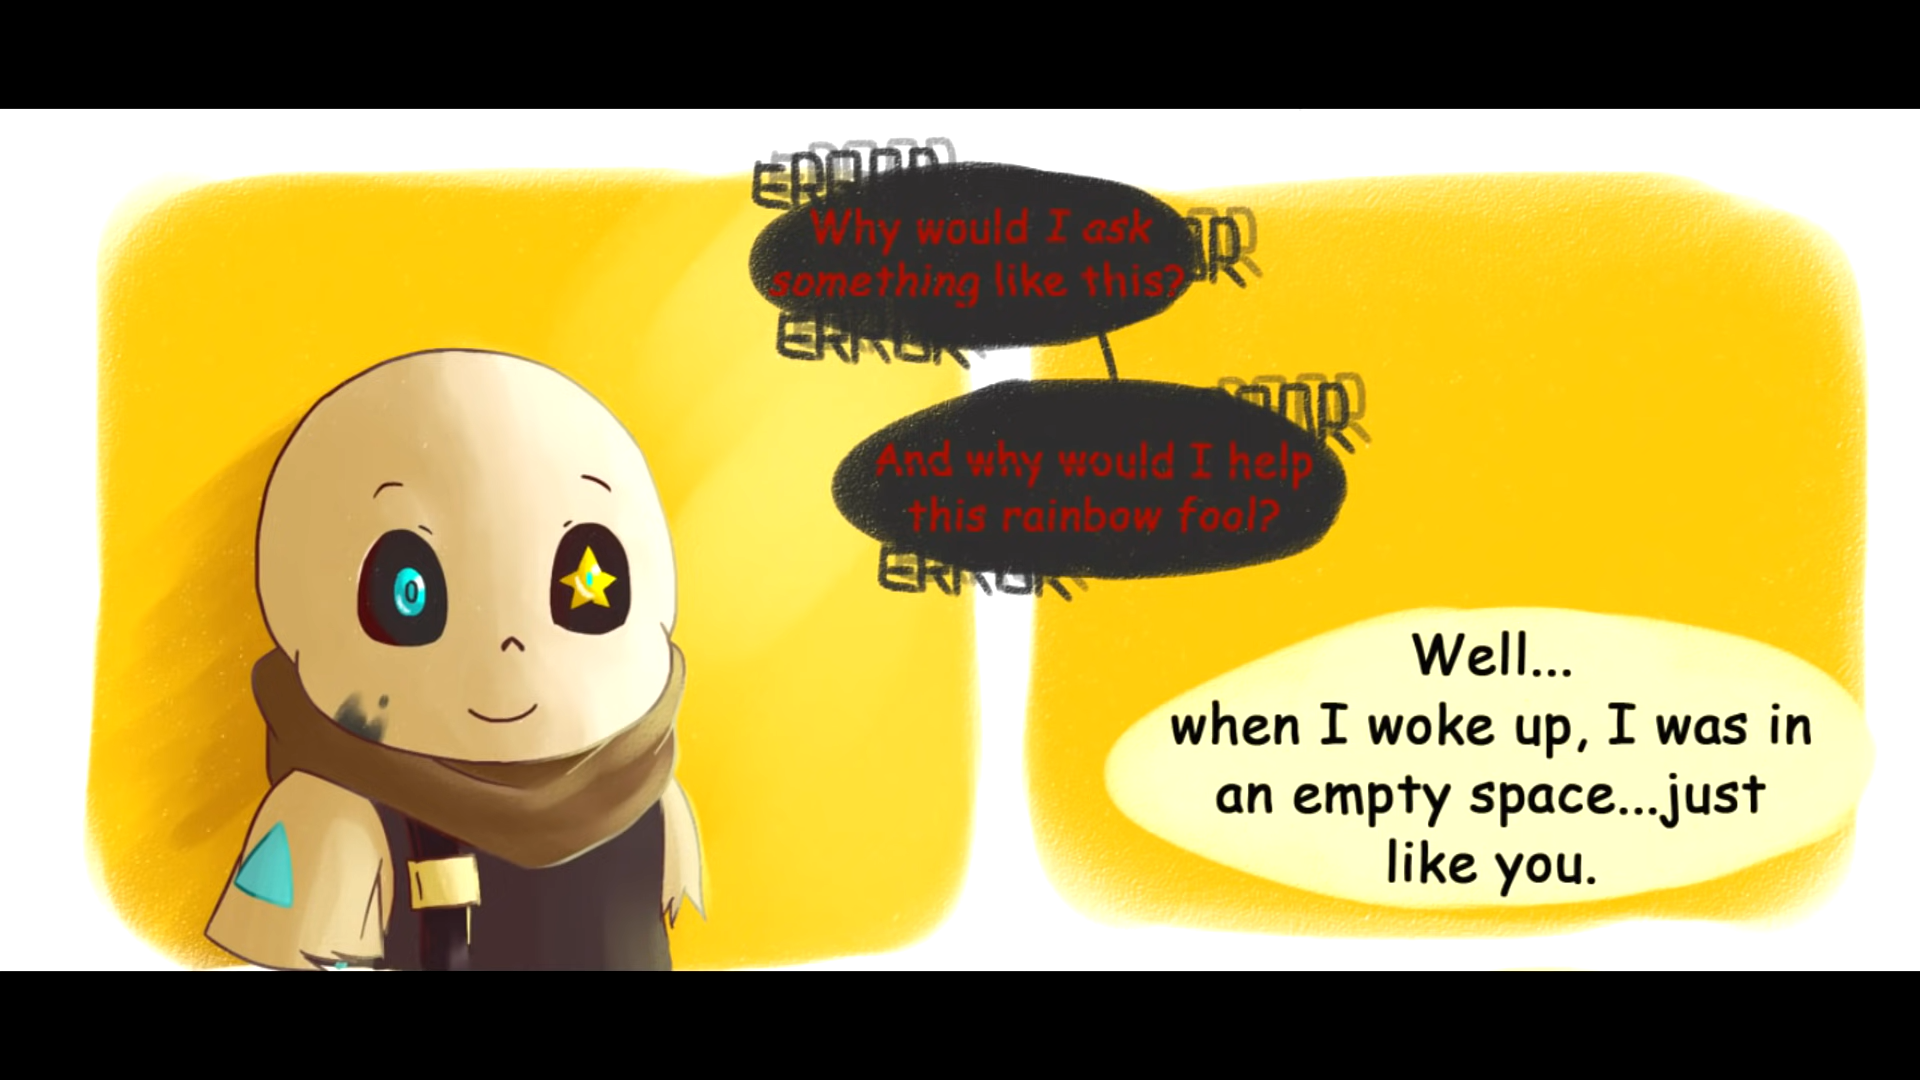 ERROR
Why would I ask
something like this?
ERROR
And why would I help
this rainbow fool?
ERROR
Well...
when I woke up, I was in
an empty space...just
like you.